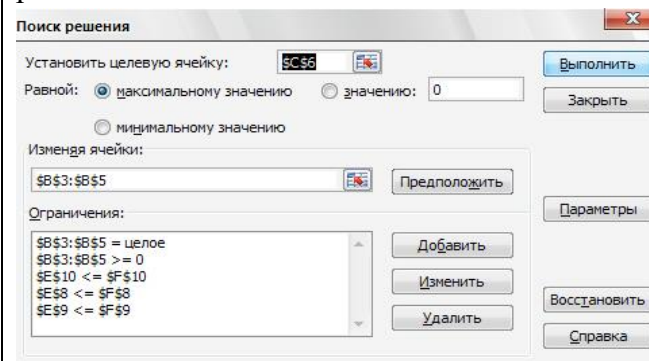 Поиск решения
Установить целевую ячейку: $C$6
Выполнить
Равной: максимальному значению значению: 0
Закрыть
минимальному значению
Изменяя ячейки:
$B$3:$B$5
Предположить
Ограничения:
Параметры
$B$3:$B$5 = целое
$B$3:$B$5 >= 0
$E$10 <= $F$10
$E$8 <= $F$8
$E$9 <= $F$9
Добавить
Изменить
Удалить
Восстановить
Справка